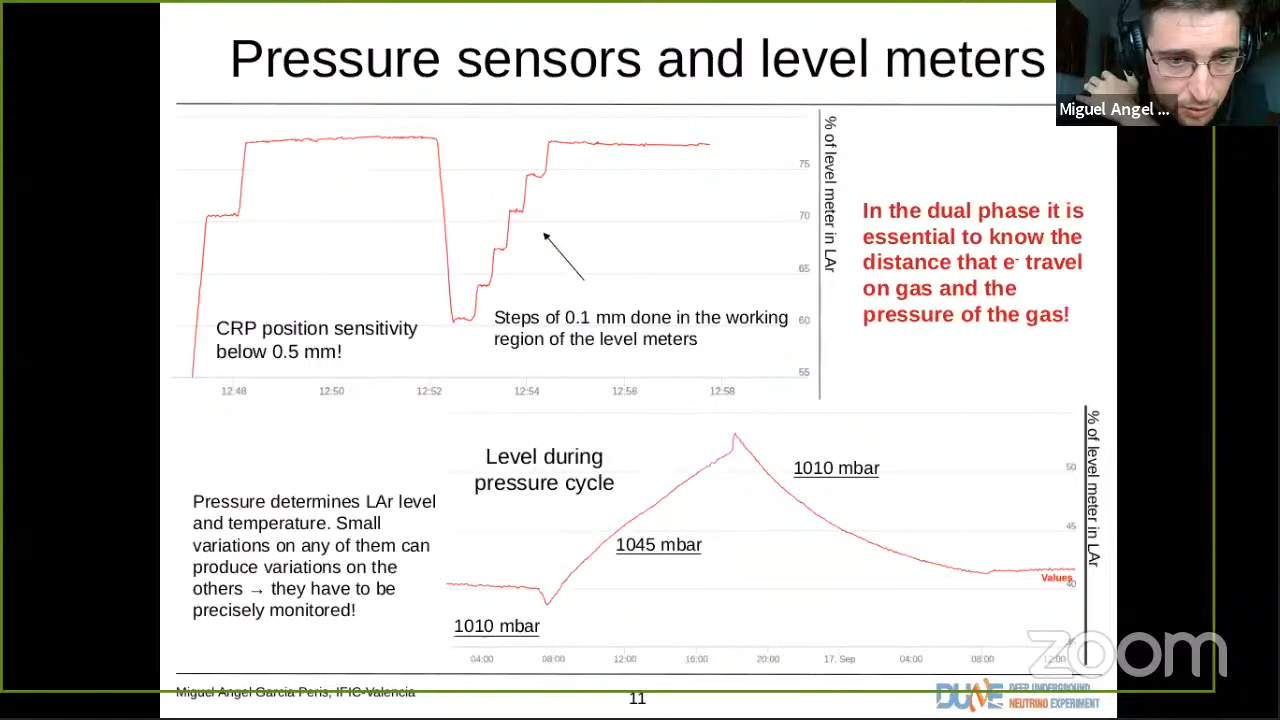 Pressure sensors and level meters
Miguel Angel ...
% of level meter in LAr
75
70
65
60
55
CRP position sensitivity
below 0.5 mm!
Steps of 0.1 mm done in the working
region of the level meters
12:48 12:50 12:52 12:54 12:56 12:58
In the dual phase it is
essential to know the
distance that e- travel
on gas and the
pressure of the gas!
Pressure determines LAr level
and temperature. Small
variations on any of them can
produce variations on the
others → they have to be
precisely monitored!
Level during
pressure cycle
1010 mbar
1045 mbar
1010 mbar
% of level meter in LAr
50
45
Values
40
04:00 08:00 12:00 16:00 20:00 17. Sep 04:00 08:00 12:00
zoom
Miguel Angel Garcia Peris, IFIC-Valencia
11
DUNE DEEP UNDERGROUND
NEUTRINO EXPERIMENT